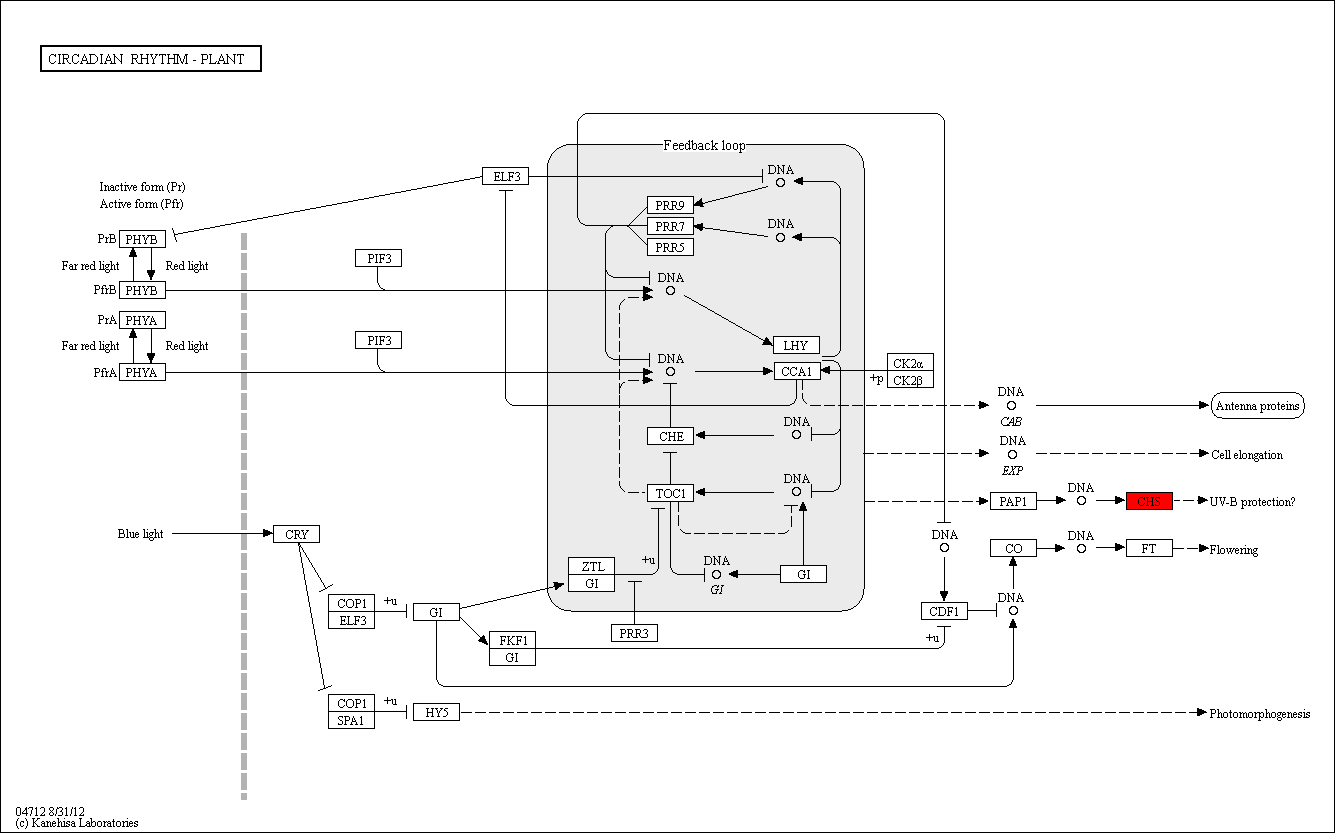 CIRCADIAN RHYTHM - PLANT
Feedback loop
DNA
ELF3
Inactive form (Pr)
Active form (Pfr)
PRR9
PRR7
DNA
PRR5
PrB PHYB
Far red light
Red light
PIF3
DNA
PfrB PHYB
PrA PHYA
Far red light
Red light
PIF3
LHY
DNA
PfrA PHYA
CCA1
+p
CK2α
CK2β
DNA
CAB
Antenna proteins
DNA
CHE
DNA
EXP
Cell elongation
DNA
TOC1
PAP1
DNA
CHS
UV-B protection?
Blue light
CRY
DNA
CO
DNA
FT
Flowering
+u
ZTL
GI
DNA
GI
GI
COP1
ELF3
+u
GI
CDF1
DNA
PRR3
FKF1
GI
+u
COP1
SPA1
+u
HY5
Photomorphogenesis
04712 8/31/12
(c) Kanehisa Laboratories